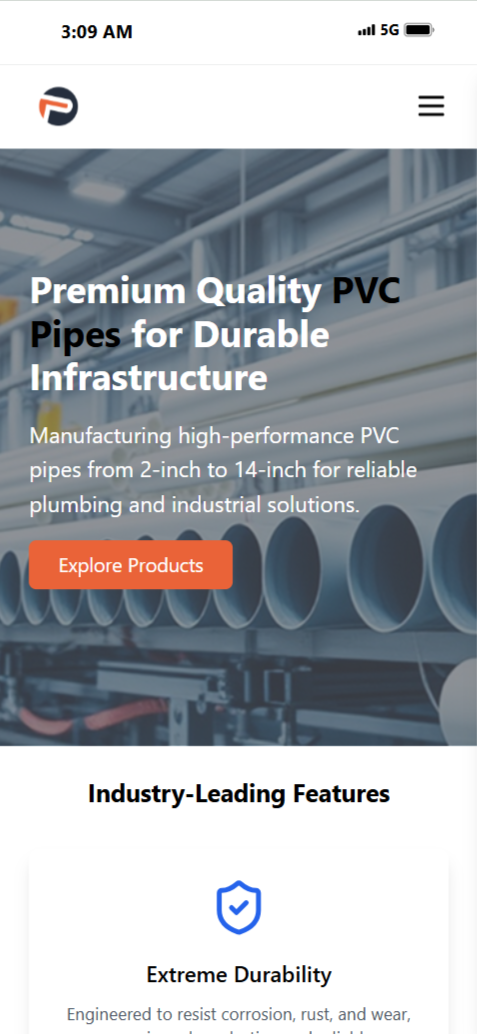 3:09 AM 5G
Premium Quality PVC
Pipes for Durable
Infrastructure
Manufacturing high-performance PVC
pipes from 2-inch to 14-inch for reliable
plumbing and industrial solutions.
Explore Products
Industry-Leading Features
Extreme Durability
Engineered to resist corrosion, rust, and wear,